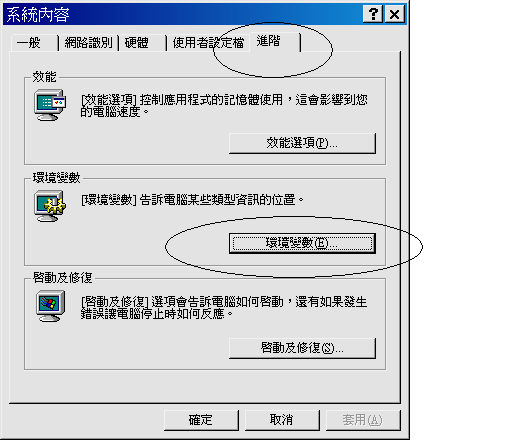 系統內容
一般 網路識別 硬體 使用者設定檔 進階
效能
[效能選項] 控制應用程式的記憶體使用，這會影響到您
的電腦速度。
效能選項(P)...
環境變數
[環境變數] 告訴電腦某些類型資訊的位置。
環境變數(E)...
啟動及修復
[啟動及修復] 選項會告訴電腦如何啟動，還有如果發生
錯誤讓電腦停止時如何反應。
啟動及修復(S)...
確定 取消 套用(A)